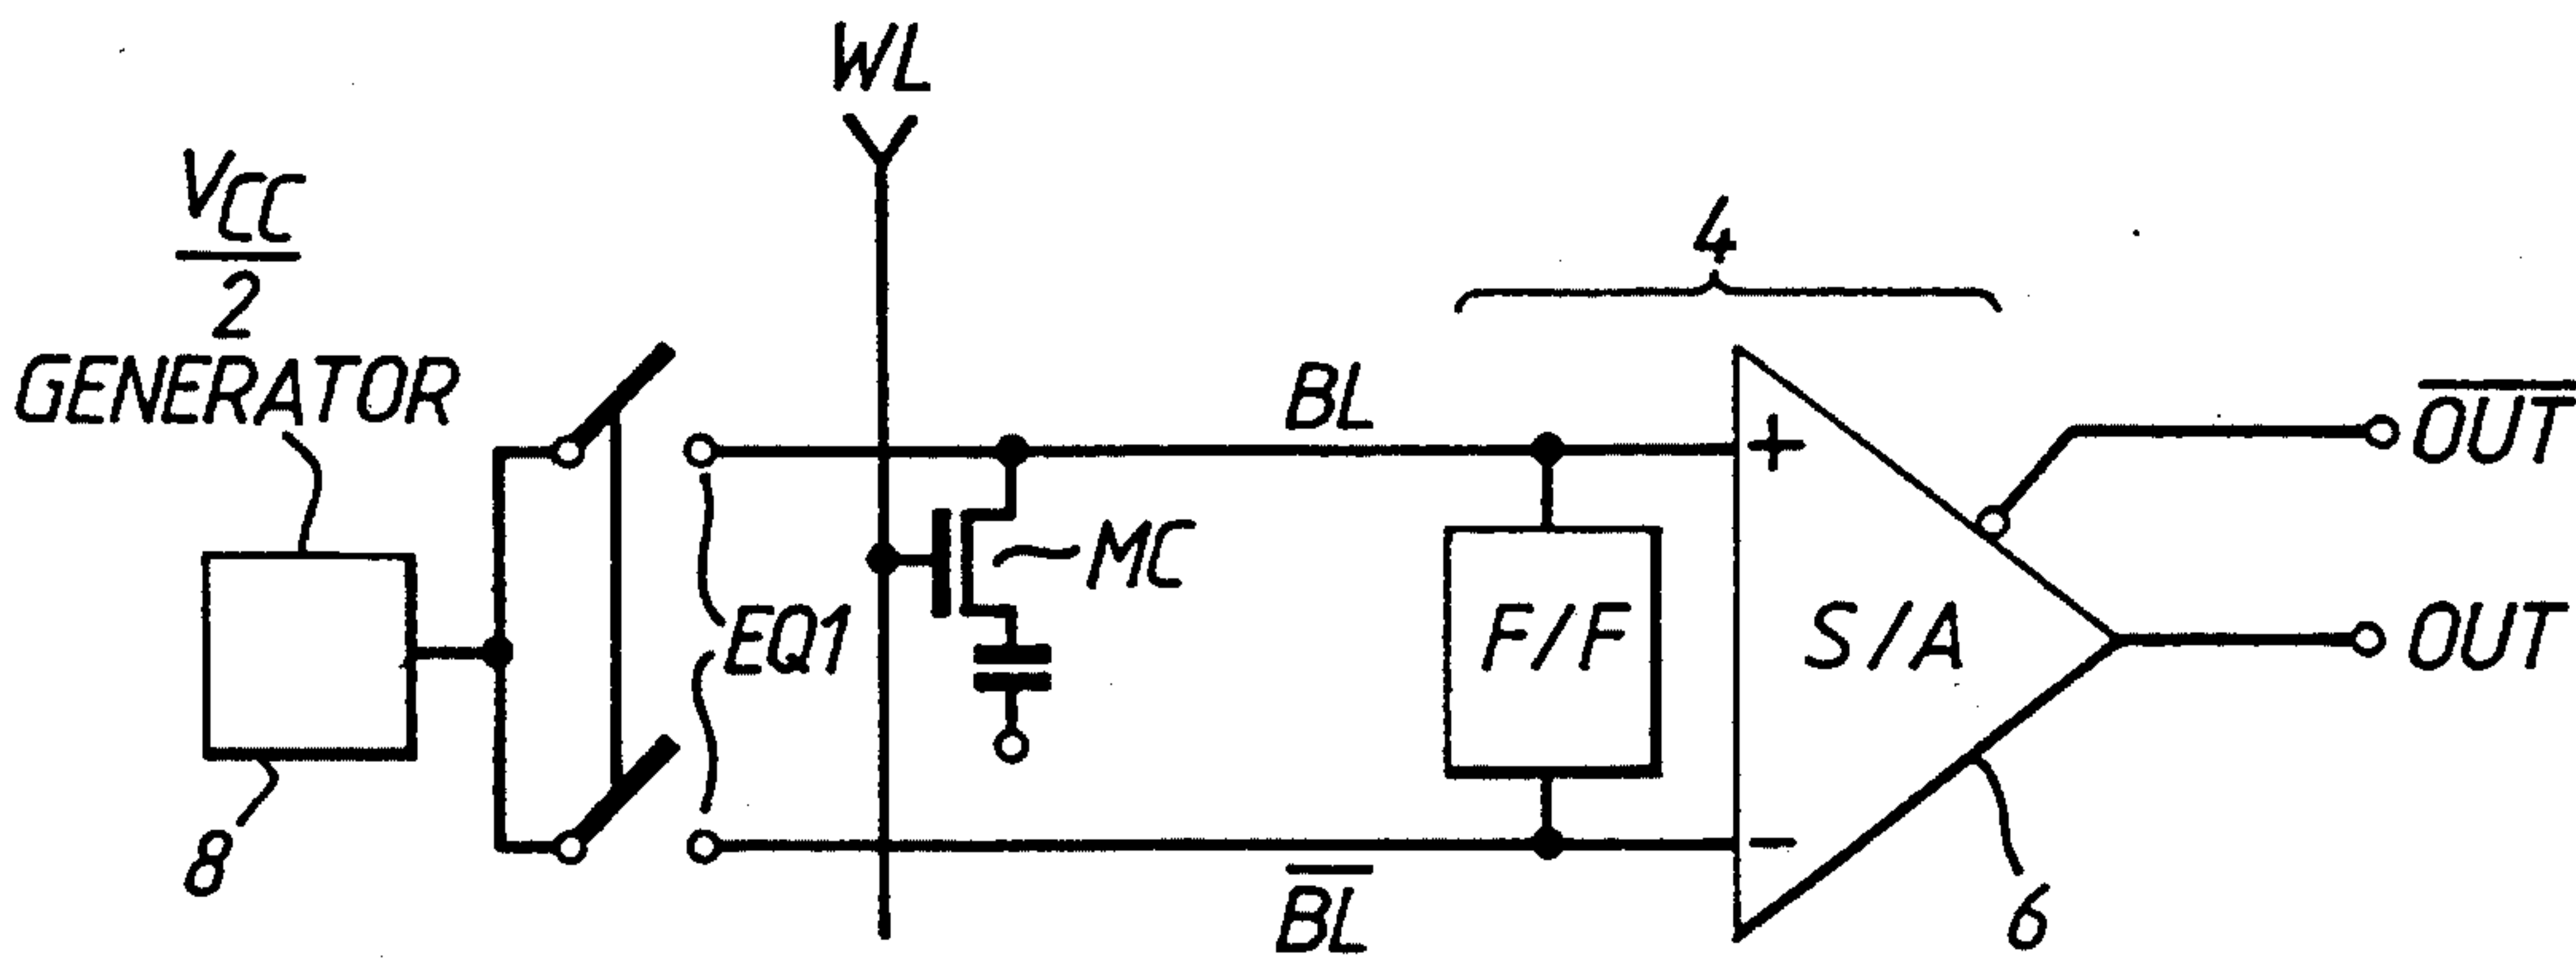 WL
VCC
2
GENERATOR
4
BL
+
OUT
MC
EQ1
F/F
S/A
OUT
8
−
BL
6